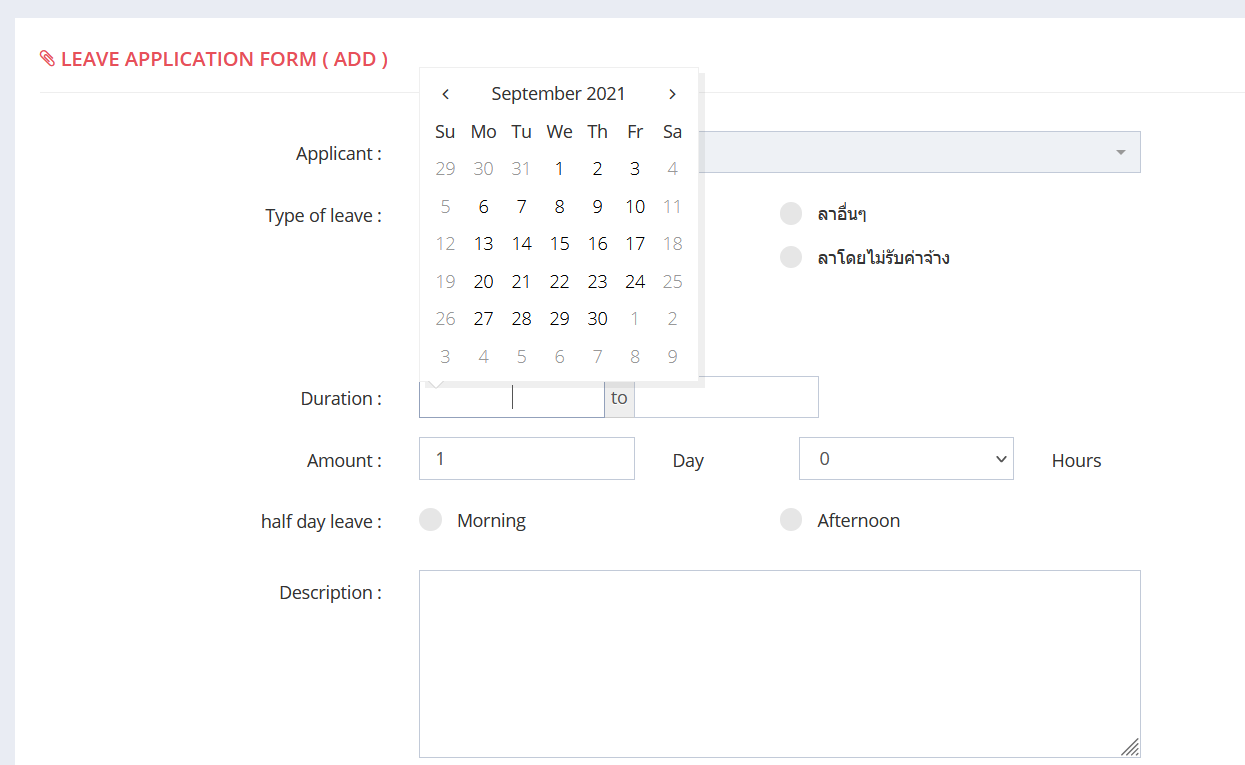 LEAVE APPLICATION FORM ( ADD )
September 2021
Su Mo Tu We Th Fr Sa
29 30 31 1 2 3 4
5 6 7 8 9 10 11
12 13 14 15 16 17 18
19 20 21 22 23 24 25
26 27 28 29 30 1 2
3 4 5 6 7 8 9
Applicant :
Type of leave :
ลาอื่นๆ
ลาโดยไม่รับค่าจ้าง
Duration :
to
Amount :
1
Day
0
Hours
half day leave :
Morning
Afternoon
Description :